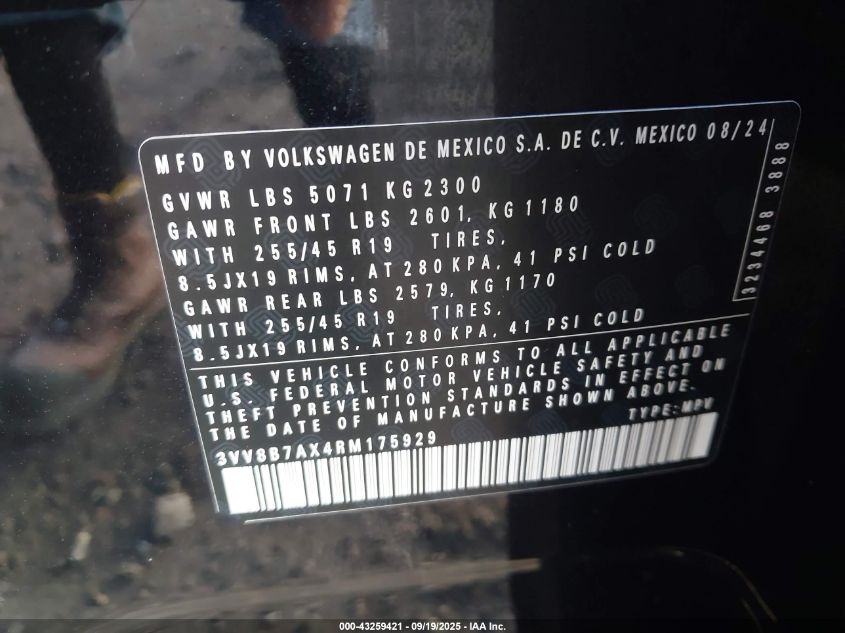 MFD BY VOLKSWAGEN DE MEXICO S.A. DE C.V. MEXICO 08/24
GVWR LBS 5071 KG 2300
GAWR FRONT LBS 2601, KG 1180
WITH 255/45 R19 TIRES,
8.5JX19 RIMS, AT 280 KPA, 41 PSI COLD
GAWR REAR LBS 2579, KG 1170
WITH 255/45 R19 TIRES,
8.5JX19 RIMS, AT 280 KPA, 41 PSI COLD
3234468 3888
THIS VEHICLE CONFORMS TO ALL APPLICABLE
U.S. FEDERAL MOTOR VEHICLE SAFETY AND
THEFT PREVENTION STANDARDS IN EFFECT ON
THE DATE OF MANUFACTURE SHOWN ABOVE.
TYPE: MPV
3VV8B7AX4RM175929
000-43259421 - 09/19/2025 - IAA Inc.